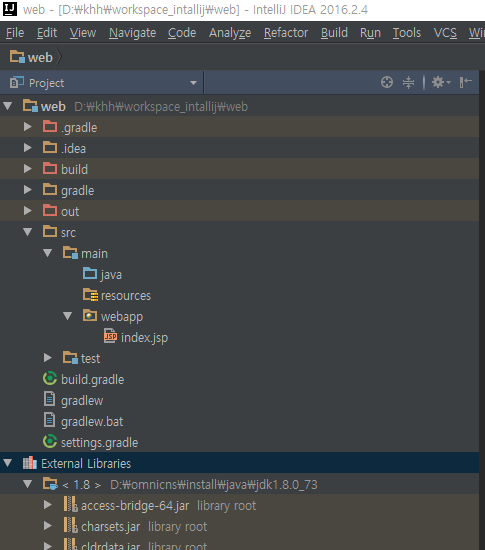 web - [D:₩khh₩workspace_intallij₩web] - IntelliJ IDEA 2016.2.4
File Edit View Navigate Code Analyze Refactor Build Run Tools VCS W
web
Project
web D:₩khh₩workspace_intallij₩web
.gradle
.idea
build
gradle
out
src
main
java
resources
webapp
index.jsp
test
build.gradle
gradlew
gradlew.bat
settings.gradle
External Libraries
< 1.8 > D:₩omnicns₩install₩java₩jdk1.8.0_73
access-bridge-64.jar library root
charsets.jar library root
cldrdata.jar library root